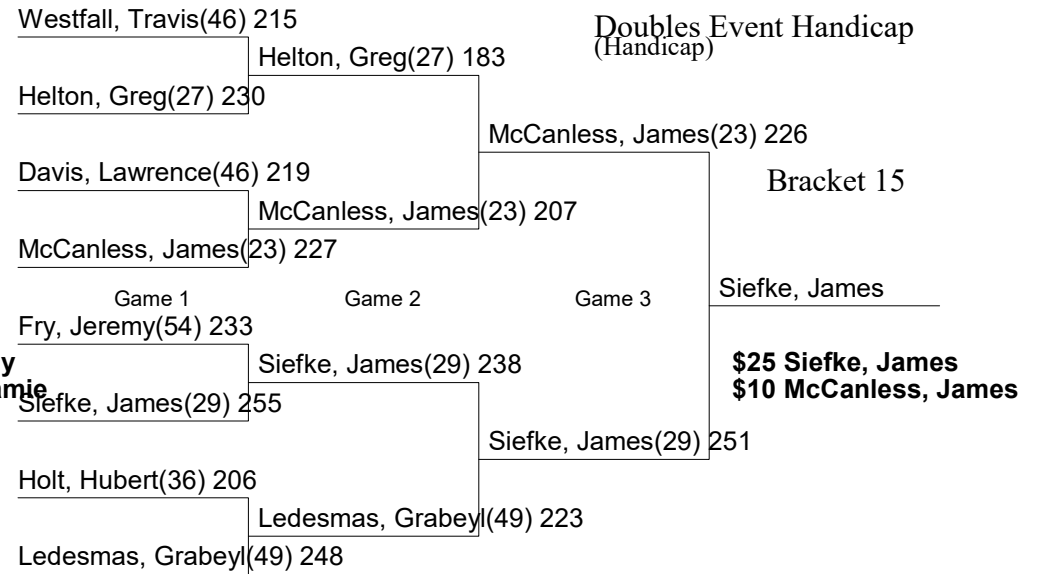 Doubles Event Handicap
(Handicap)
Bracket 15
Westfall, Travis(46) 215
Helton, Greg(27) 183
Helton, Greg(27) 230
McCanless, James(23) 226
Davis, Lawrence(46) 219
McCanless, James(23) 207
McCanless, James(23) 227
Game 1
Game 2
Game 3
Siefke, James
Fry, Jeremy(54) 233
y
Siefke, James(29) 238
$25 Siefke, James
amie
$10 McCanless, James
Siefke, James(29) 255
Siefke, James(29) 251
Holt, Hubert(36) 206
Ledesmas, Grabeyl(49) 223
Ledesmas, Grabeyl(49) 248